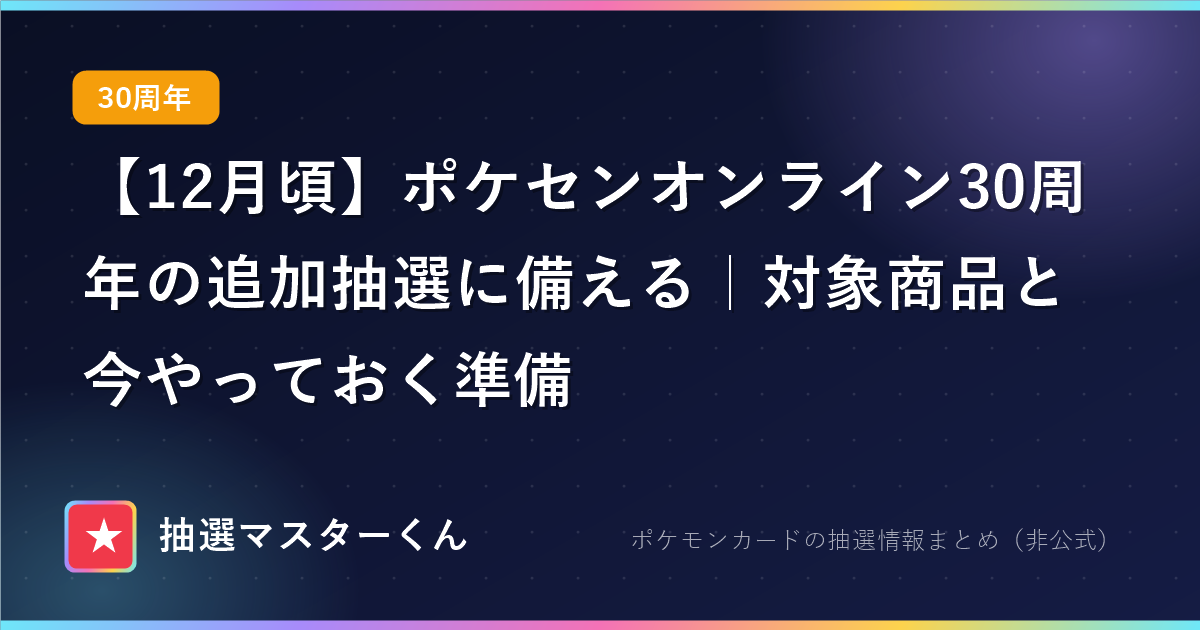 30周年
【12月頃】ポケセンオンライン30周
年の追加抽選に備える｜対象商品と
今やっておく準備
抽選マスターくん
ポケモンカードの抽選情報まとめ（非公式）